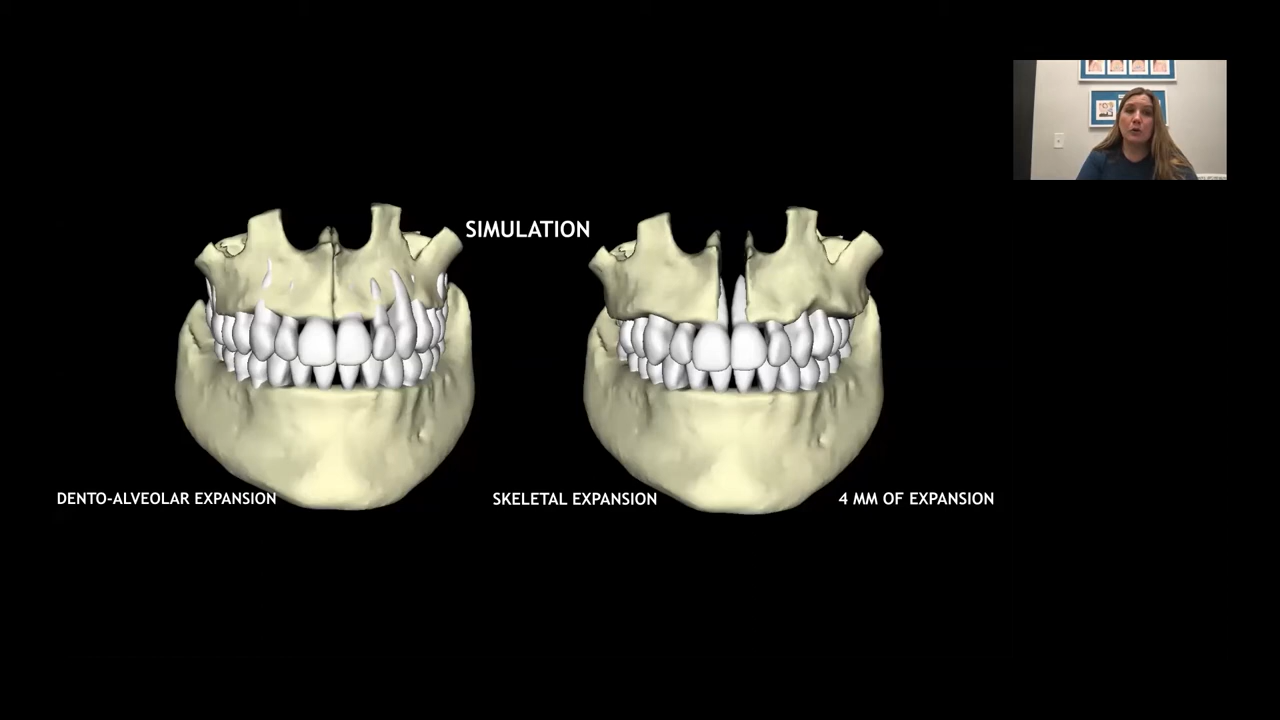 SIMULATION
DENTO-ALVEOLAR EXPANSION
SKELETAL EXPANSION
4 MM OF EXPANSION